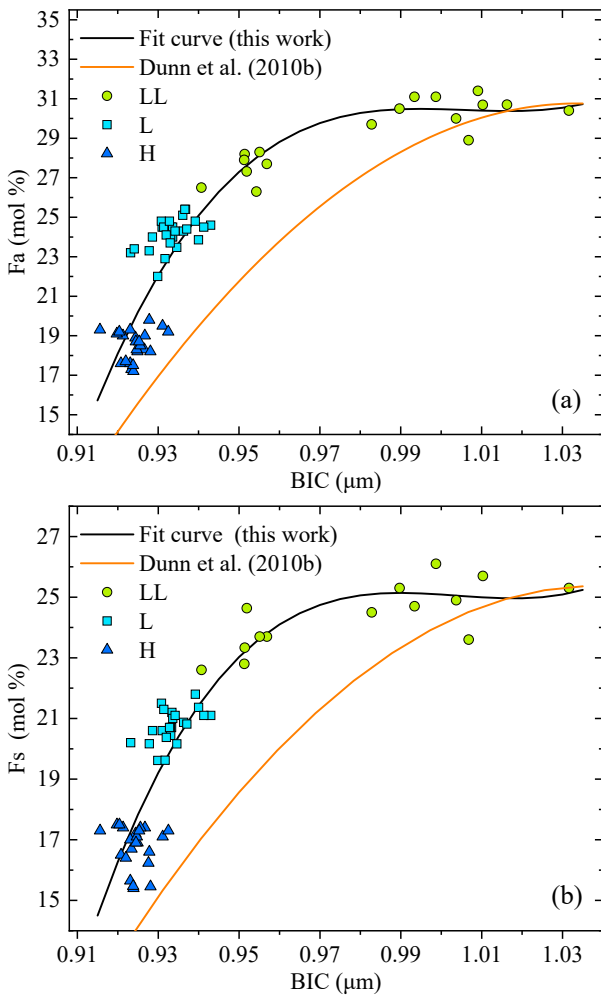 35
33
31
29
27
25
23
21
19
17
15
Fa (mol %)
Fit curve (this work)
Dunn et al. (2010b)
LL
L
H
(a)
0.91 0.93 0.95 0.97 0.99 1.01 1.03
BIC (μm)
27
25
23
21
19
17
15
Fs (mol %)
Fit curve (this work)
Dunn et al. (2010b)
LL
L
H
(b)
0.91 0.93 0.95 0.97 0.99 1.01 1.03
BIC (μm)